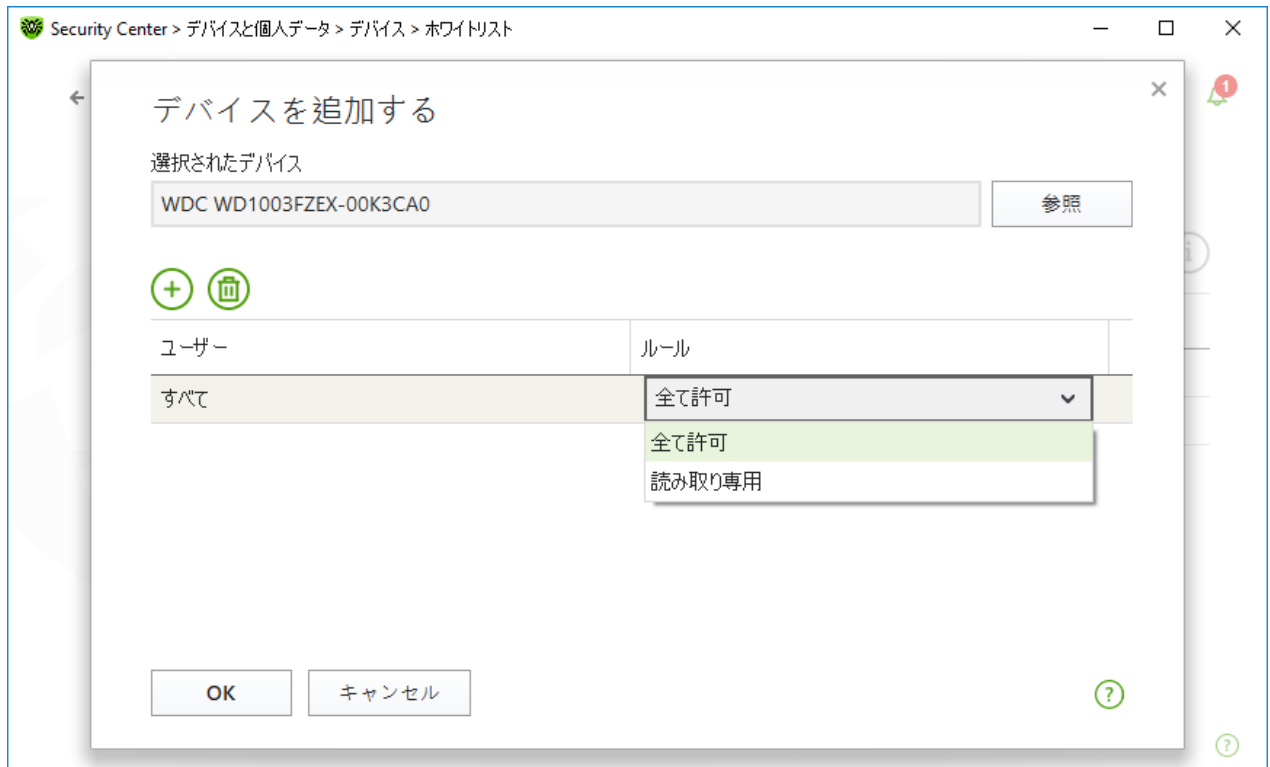 Security Center > デバイスと個人データ > デバイス > ホワイトリスト
1
デバイスを追加する
選択されたデバイス
WDC WD1003FZEX-00K3CA0
参照
ユーザー ルール
すべて 全て許可
全て許可
読み取り専用
OK キャンセル
?
?